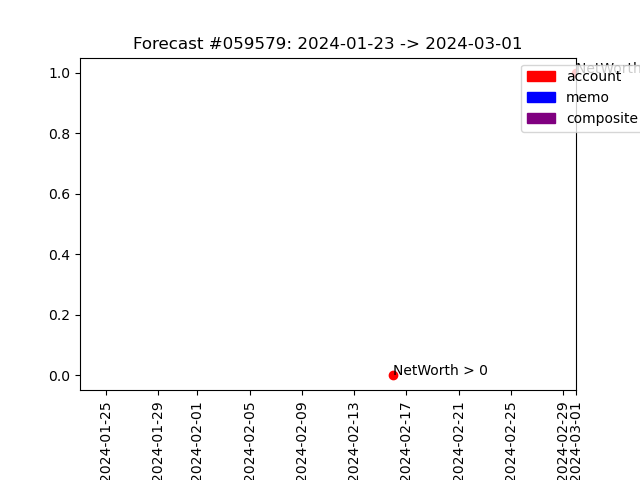 Forecast #059579: 2024-01-23 -> 2024-03-01
1.0
0.8
0.6
0.4
0.2
0.0
NetWorth
account
memo
composite
NetWorth > 0
2024-01-25
2024-01-29
2024-02-01
2024-02-05
2024-02-09
2024-02-13
2024-02-17
2024-02-21
2024-02-25
2024-02-29
2024-03-01